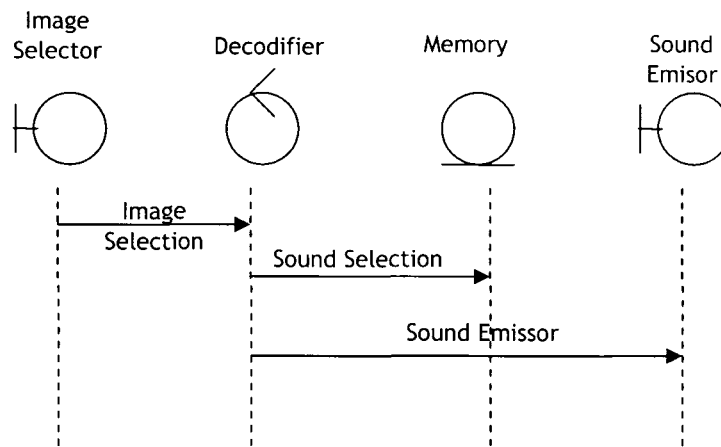 Image
Selector
Decodifier
Memory
Sound
Emisor
Image
Selection
Sound Selection
Sound Emissor